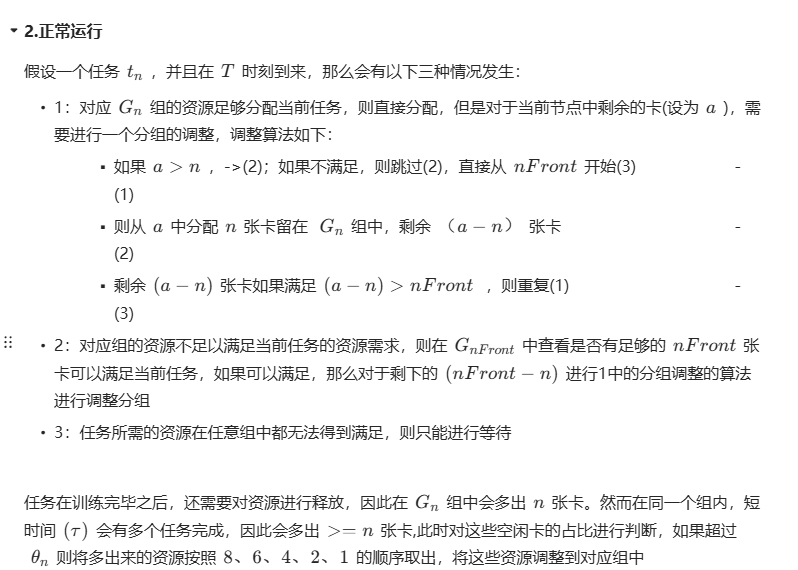 2.正常运行
假设一个任务 tₙ ，并且在 T 时刻到来，那么会有以下三种情况发生：
• 1：对应 Gₙ 组的资源足够分配当前任务，则直接分配，但是对于当前节点中剩余的卡(设为 a )，需
要进行一个分组的调整，调整算法如下：
▪ 如果 a > n ，->(2)；如果不满足，则跳过(2)，直接从 nFront 开始(3) -
(1)
▪ 则从 a 中分配 n 张卡留在 Gₙ 组中，剩余 （a − n） 张卡 -
(2)
▪ 剩余 (a − n) 张卡如果满足 (a − n) > nFront ，则重复(1) -
(3)
• 2：对应组的资源不足以满足当前任务的资源需求，则在 G_{nFront} 中查看是否有足够的 nFront 张
卡可以满足当前任务，如果可以满足，那么对于剩下的 (nFront − n) 进行1中的分组调整的算法
进行调整分组
• 3：任务所需的资源在任意组中都无法得到满足，则只能进行等待
任务在训练完毕之后，还需要对资源进行释放，因此在 Gₙ 组中会多出 n 张卡。然而在同一个组内，短
时间 (τ) 会有多个任务完成，因此会多出 >= n 张卡,此时对这些空闲卡的占比进行判断，如果超过
θₙ 则将多出来的资源按照 8、6、4、2、1 的顺序取出，将这些资源调整到对应组中